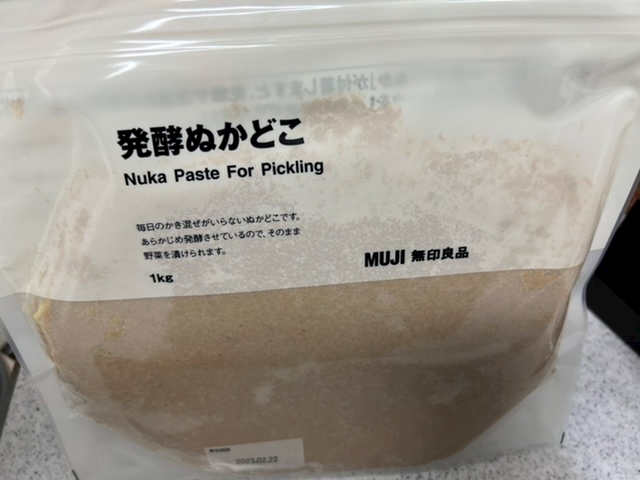 発酵ぬかどこ
Nuka Paste For Pickling
毎日のかき混ぜがいらないぬかどこです。
あらかじめ発酵させているので、そのまま
野菜を漬けられます。
1kg
MUJI 無印良品
2023.02.22